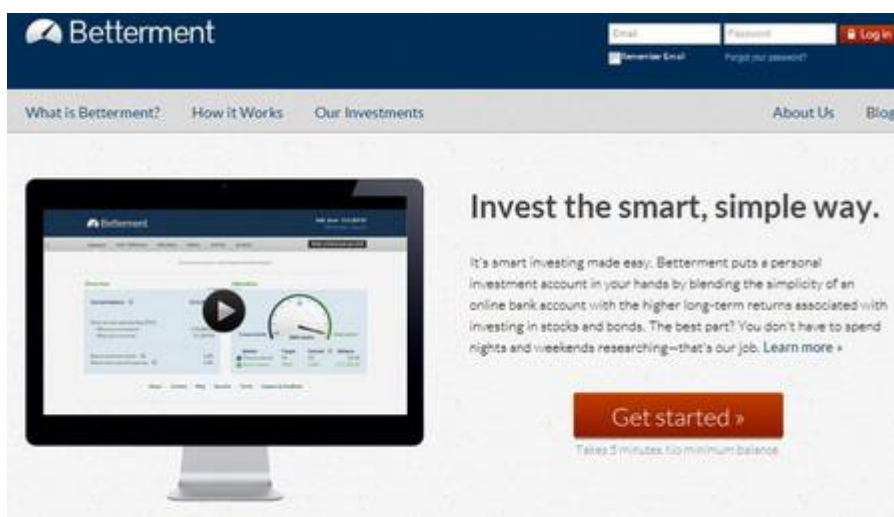 Betterment
Email
Password
Log in
Remember Email
Forgot your password?
What is Betterment?
How it Works
Our Investments
About Us
Blog
Betterment
Invest the smart, simple way.
It's smart investing made easy. Betterment puts a personal
investment account in your hands by blending the simplicity of an
online bank account with the higher long-term returns associated with
investing in stocks and bonds. The best part? You don't have to spend
nights and weekends researching—that's our job. Learn more »
Get started »
Takes 5 minutes. No minimum balance.